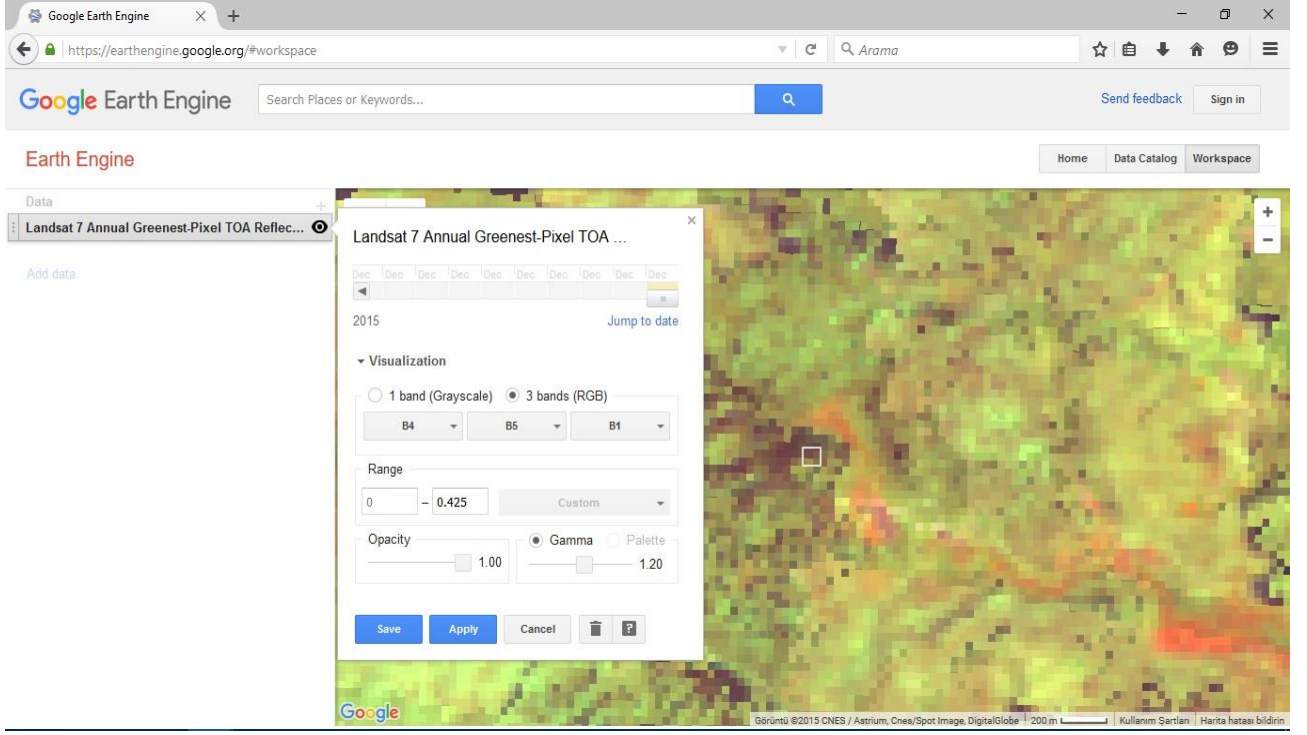 Google Earth Engine
https://earthengine.google.org/#workspace
Arama
Google Earth Engine
Search Places or Keywords...
Send feedback
Sign in
Earth Engine
Home
Data Catalog
Workspace
Data
Landsat 7 Annual Greenest-Pixel TOA Reflec...
Add data
Landsat 7 Annual Greenest-Pixel TOA ...
Dec Dec Dec Dec Dec Dec Dec Dec Dec Dec
2015
Jump to date
Visualization
1 band (Grayscale) 3 bands (RGB)
B4 B5 B1
Range
0 – 0.425 Custom
Opacity
1.00
Gamma Palette
1.20
Save Apply Cancel
Google
Görüntü ©2015 CNES / Astrium, Cnes/Spot Image, DigitalGlobe 200 m Kullanım Şartları Harita hatası bildirin